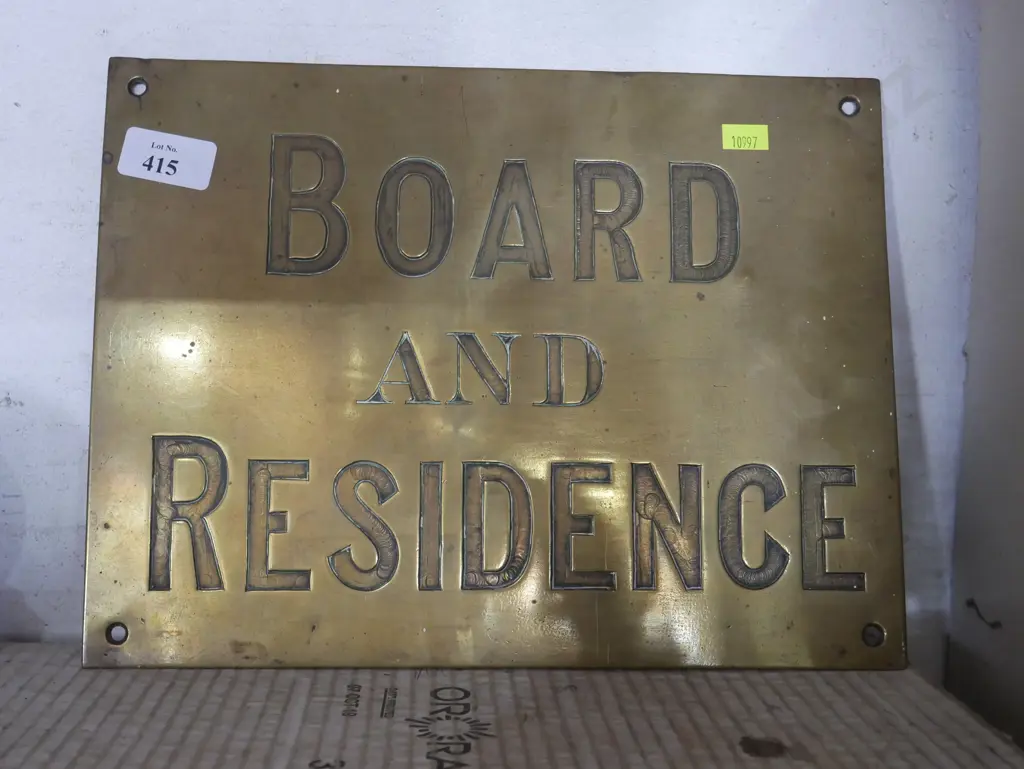 Lot No.
415
10997
BOARD
AND
RESIDENCE